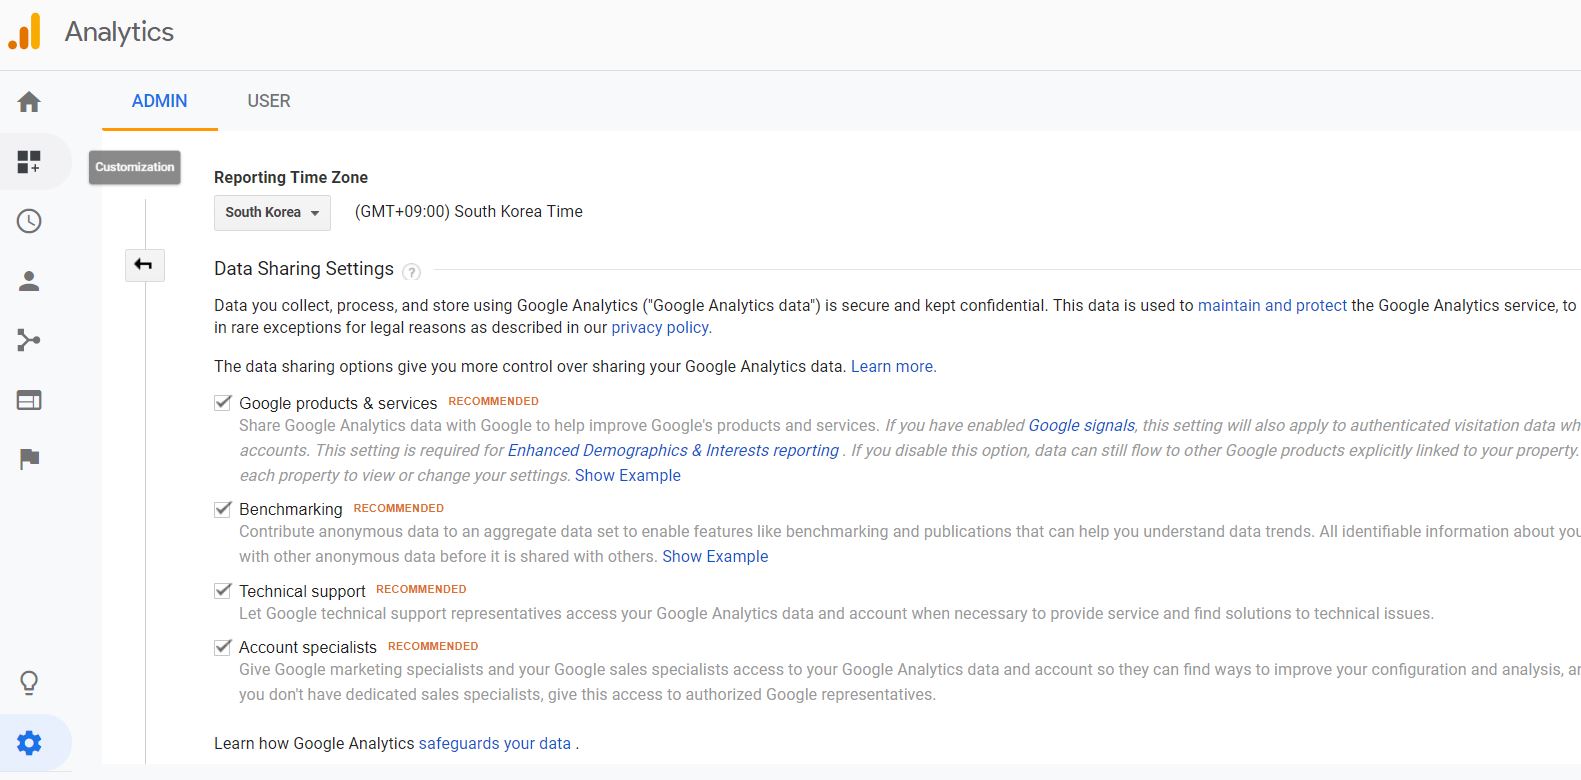 Analytics
ADMIN
USER
Customization
Reporting Time Zone
South Korea
(GMT+09:00) South Korea Time
Data Sharing Settings ?
Data you collect, process, and store using Google Analytics ("Google Analytics data") is secure and kept confidential. This data is used to maintain and protect the Google Analytics service, to
in rare exceptions for legal reasons as described in our privacy policy.
The data sharing options give you more control over sharing your Google Analytics data. Learn more.
Google products & services RECOMMENDED
Share Google Analytics data with Google to help improve Google's products and services. If you have enabled Google signals, this setting will also apply to authenticated visitation data wh
accounts. This setting is required for Enhanced Demographics & Interests reporting . If you disable this option, data can still flow to other Google products explicitly linked to your property.
each property to view or change your settings. Show Example
Benchmarking RECOMMENDED
Contribute anonymous data to an aggregate data set to enable features like benchmarking and publications that can help you understand data trends. All identifiable information about you
with other anonymous data before it is shared with others. Show Example
Technical support RECOMMENDED
Let Google technical support representatives access your Google Analytics data and account when necessary to provide service and find solutions to technical issues.
Account specialists RECOMMENDED
Give Google marketing specialists and your Google sales specialists access to your Google Analytics data and account so they can find ways to improve your configuration and analysis, an
you don't have dedicated sales specialists, give this access to authorized Google representatives.
Learn how Google Analytics safeguards your data .